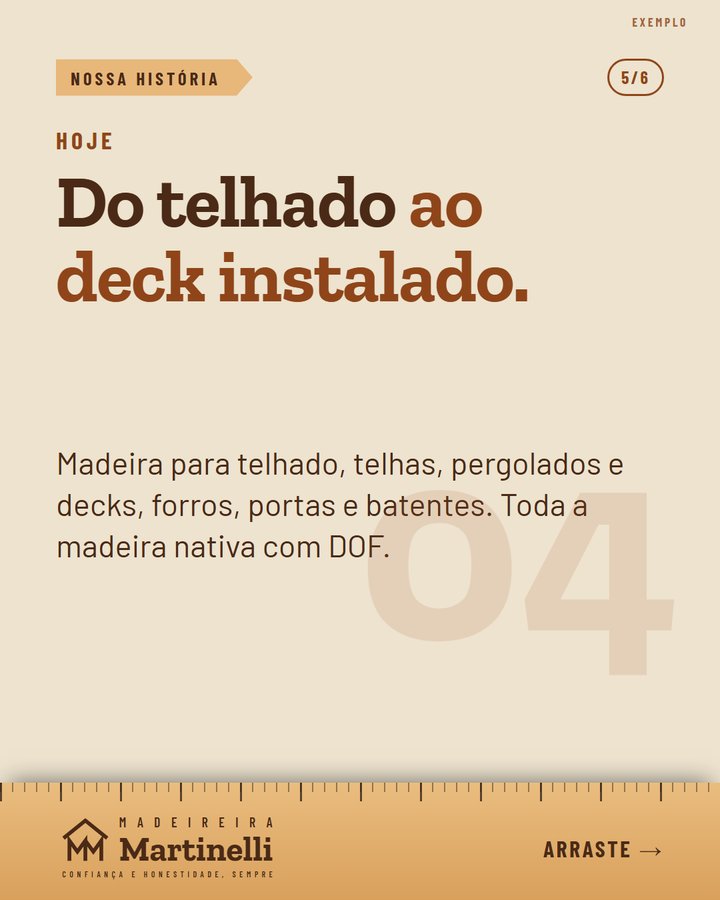 EXEMPLO
NOSSA HISTÓRIA
5/6
HOJE
Do telhado ao
deck instalado.
Madeira para telhado, telhas, pergolados e
decks, forros, portas e batentes. Toda a
madeira nativa com DOF.
04
MADEIREIRA
Martinelli
CONFIANÇA E HONESTIDADE, SEMPRE
ARRASTE →